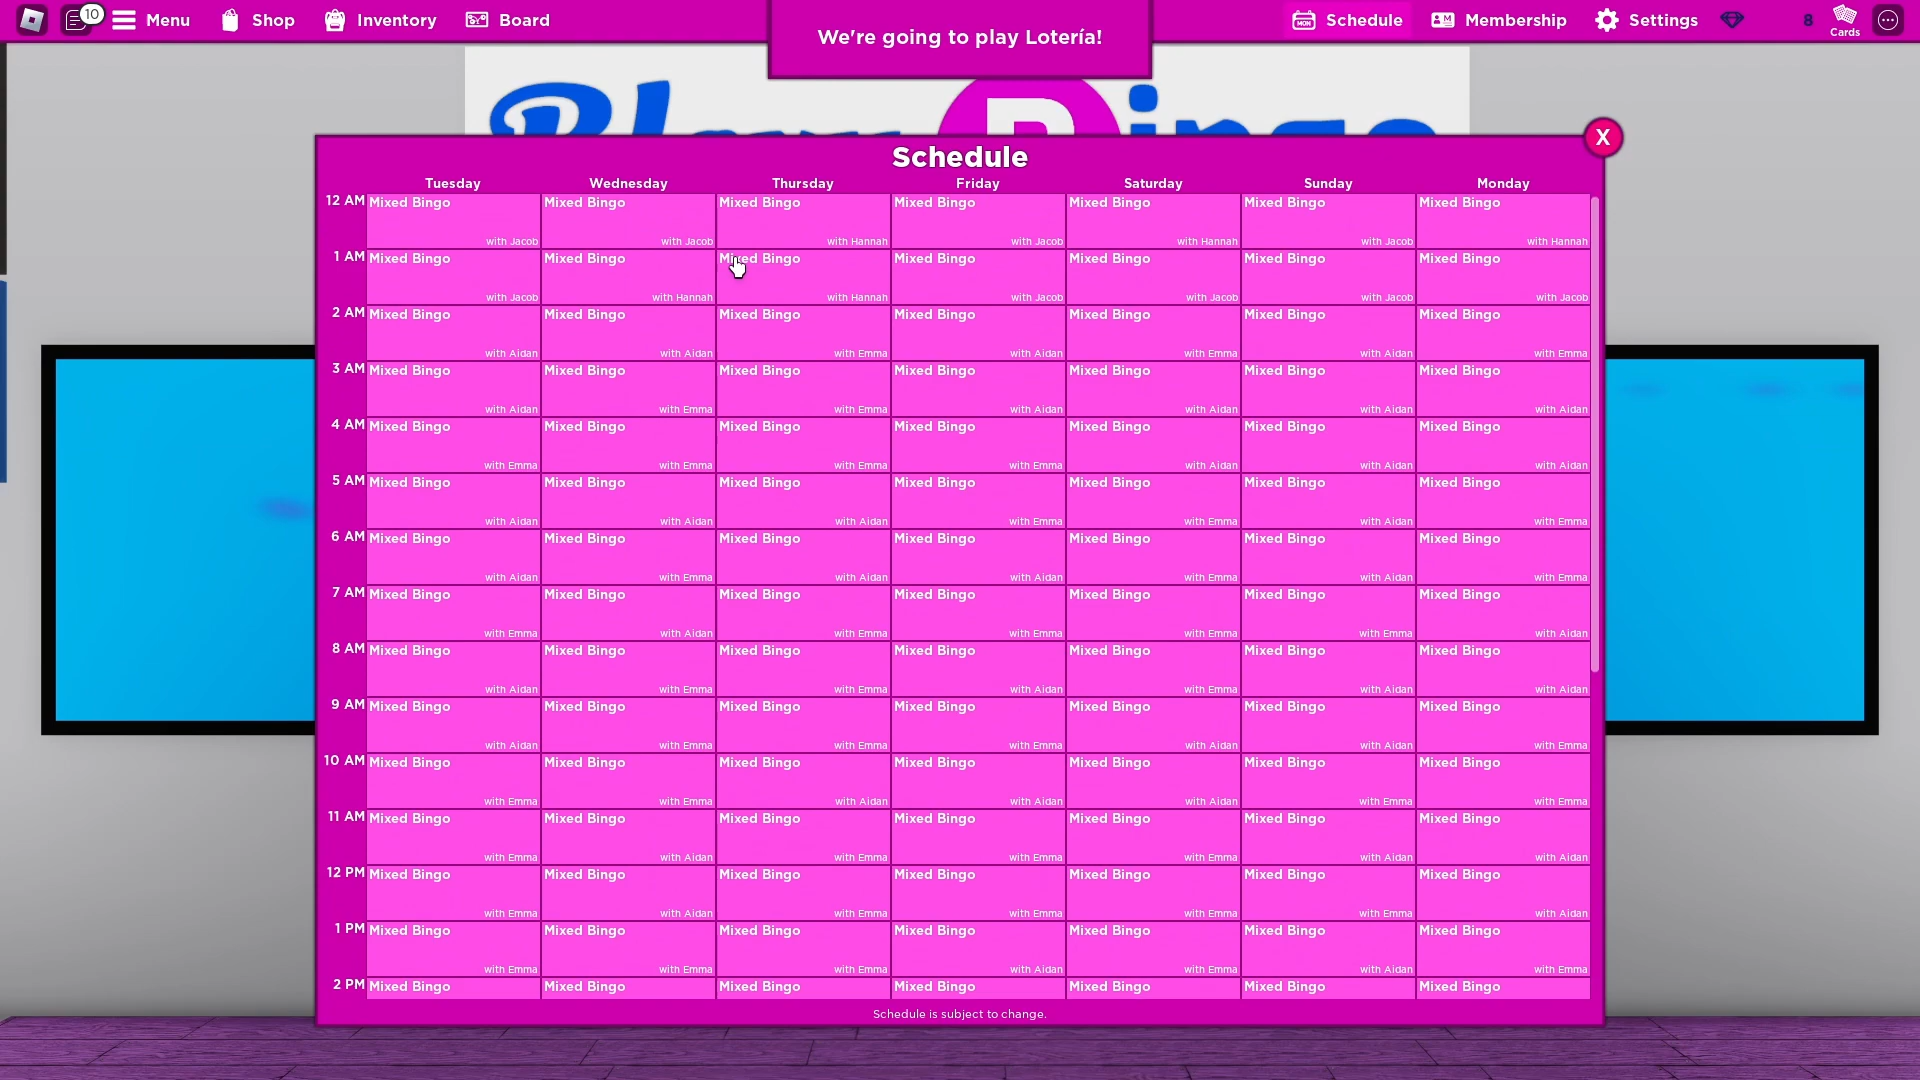 10 Menu Shop Inventory Board Schedule Membership Settings 8 Cards
We're going to play Lotería!
Schedule
X
Tuesday Wednesday Thursday Friday Saturday Sunday Monday
12 AM Mixed Bingo Mixed Bingo Mixed Bingo Mixed Bingo Mixed Bingo Mixed Bingo Mixed Bingo
with Jacob with Jacob with Hannah with Jacob with Hannah with Jacob with Hannah
1 AM Mixed Bingo Mixed Bingo Mixed Bingo Mixed Bingo Mixed Bingo Mixed Bingo Mixed Bingo
with Jacob with Hannah with Hannah with Jacob with Jacob with Jacob with Jacob
2 AM Mixed Bingo Mixed Bingo Mixed Bingo Mixed Bingo Mixed Bingo Mixed Bingo Mixed Bingo
with Aidan with Aidan with Emma with Aidan with Emma with Aidan with Emma
3 AM Mixed Bingo Mixed Bingo Mixed Bingo Mixed Bingo Mixed Bingo Mixed Bingo Mixed Bingo
with Aidan with Emma with Emma with Aidan with Aidan with Aidan with Aidan
4 AM Mixed Bingo Mixed Bingo Mixed Bingo Mixed Bingo Mixed Bingo Mixed Bingo Mixed Bingo
with Emma with Emma with Emma with Emma with Aidan with Aidan with Aidan
5 AM Mixed Bingo Mixed Bingo Mixed Bingo Mixed Bingo Mixed Bingo Mixed Bingo Mixed Bingo
with Aidan with Aidan with Aidan with Emma with Emma with Aidan with Emma
6 AM Mixed Bingo Mixed Bingo Mixed Bingo Mixed Bingo Mixed Bingo Mixed Bingo Mixed Bingo
with Aidan with Emma with Aidan with Aidan with Emma with Aidan with Emma
7 AM Mixed Bingo Mixed Bingo Mixed Bingo Mixed Bingo Mixed Bingo Mixed Bingo Mixed Bingo
with Emma with Aidan with Emma with Emma with Emma with Emma with Aidan
8 AM Mixed Bingo Mixed Bingo Mixed Bingo Mixed Bingo Mixed Bingo Mixed Bingo Mixed Bingo
with Aidan with Emma with Emma with Aidan with Emma with Aidan with Aidan
9 AM Mixed Bingo Mixed Bingo Mixed Bingo Mixed Bingo Mixed Bingo Mixed Bingo Mixed Bingo
with Aidan with Emma with Emma with Emma with Aidan with Aidan with Emma
10 AM Mixed Bingo Mixed Bingo Mixed Bingo Mixed Bingo Mixed Bingo Mixed Bingo Mixed Bingo
with Emma with Emma with Aidan with Aidan with Aidan with Emma with Emma
11 AM Mixed Bingo Mixed Bingo Mixed Bingo Mixed Bingo Mixed Bingo Mixed Bingo Mixed Bingo
with Emma with Aidan with Emma with Emma with Emma with Aidan with Aidan
12 PM Mixed Bingo Mixed Bingo Mixed Bingo Mixed Bingo Mixed Bingo Mixed Bingo Mixed Bingo
with Emma with Aidan with Emma with Emma with Emma with Emma with Aidan
1 PM Mixed Bingo Mixed Bingo Mixed Bingo Mixed Bingo Mixed Bingo Mixed Bingo Mixed Bingo
with Emma with Emma with Emma with Aidan with Emma with Aidan with Emma
2 PM Mixed Bingo Mixed Bingo Mixed Bingo Mixed Bingo Mixed Bingo Mixed Bingo Mixed Bingo
Schedule is subject to change.